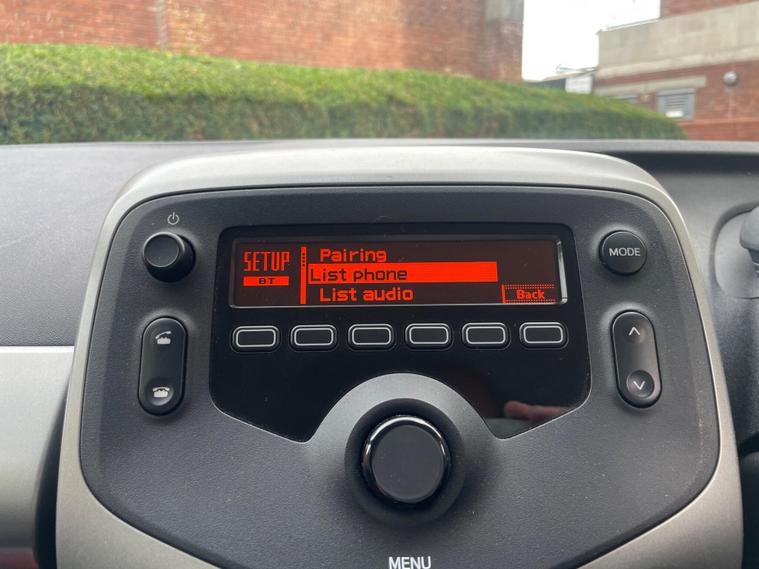 SETUP
BT
Pairing
List phone
List audio
Back
MODE
MENU